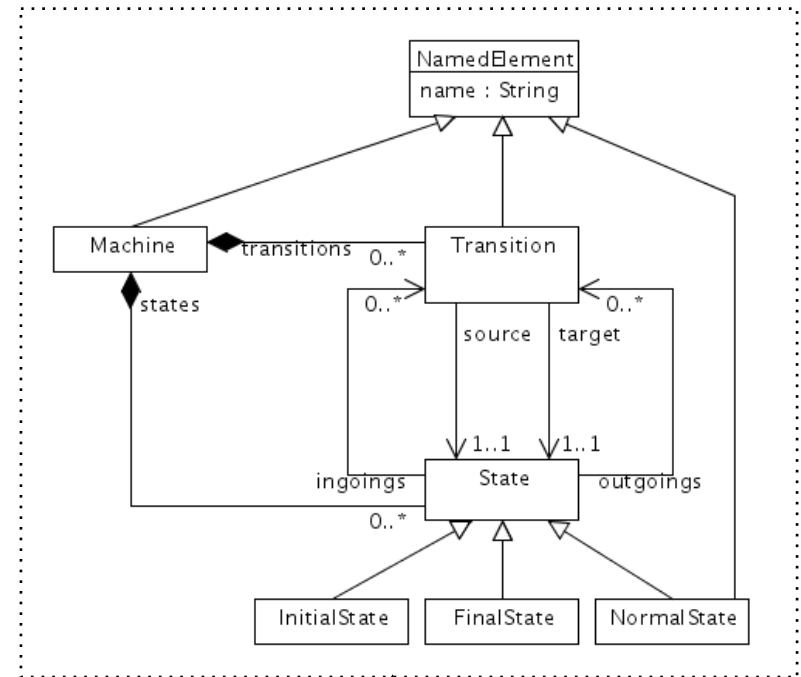 NamedElement
name : String
Machine
transitions
0..*
Transition
states
0..*
0..*
source
target
1..1
1..1
ingoings
State
outgoings
0..*
InitialState
FinalState
NormalState